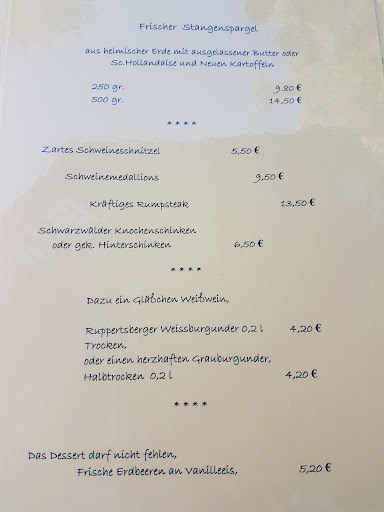 Frischer Stangenspargel
aus heimischer Erde mit ausgelassener Butter oder
Sc.Hollandaise und Neuen Kartoffeln
250 gr. 9.80 €
500 gr. 14,50 €
* * * *
Zartes Schweineschnitzel 5,50 €
Schweinemedallions 9,50 €
Kräftiges Rumpsteak 13,50 €
Schwarzwälder Knochenschinken
oder gek. Hinterschinken 6,50 €
* * * *
Dazu ein Gläßchen Weißwein,
Ruppertsberger Weissburgunder 0,2 l 4,20 €
Trocken,
oder einen herzhaften Grauburgunder,
Halbtrocken 0,2 l 4,20 €
* * * *
Das Dessert darf nicht fehlen,
Frische Erdbeeren an Vanilleeis, 5,20 €